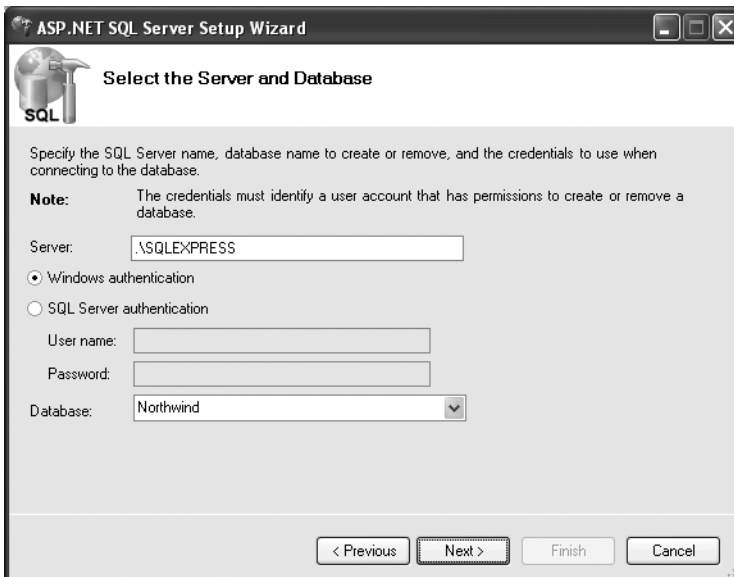 ASP.NET SQL Server Setup Wizard
Select the Server and Database
SQL
Specify the SQL Server name, database name to create or remove, and the credentials to use when
connecting to the database.
Note: The credentials must identify a user account that has permissions to create or remove a
database.
Server: .\SQLEXPRESS
Windows authentication
SQL Server authentication
User name:
Password:
Database: Northwind
< Previous Next > Finish Cancel